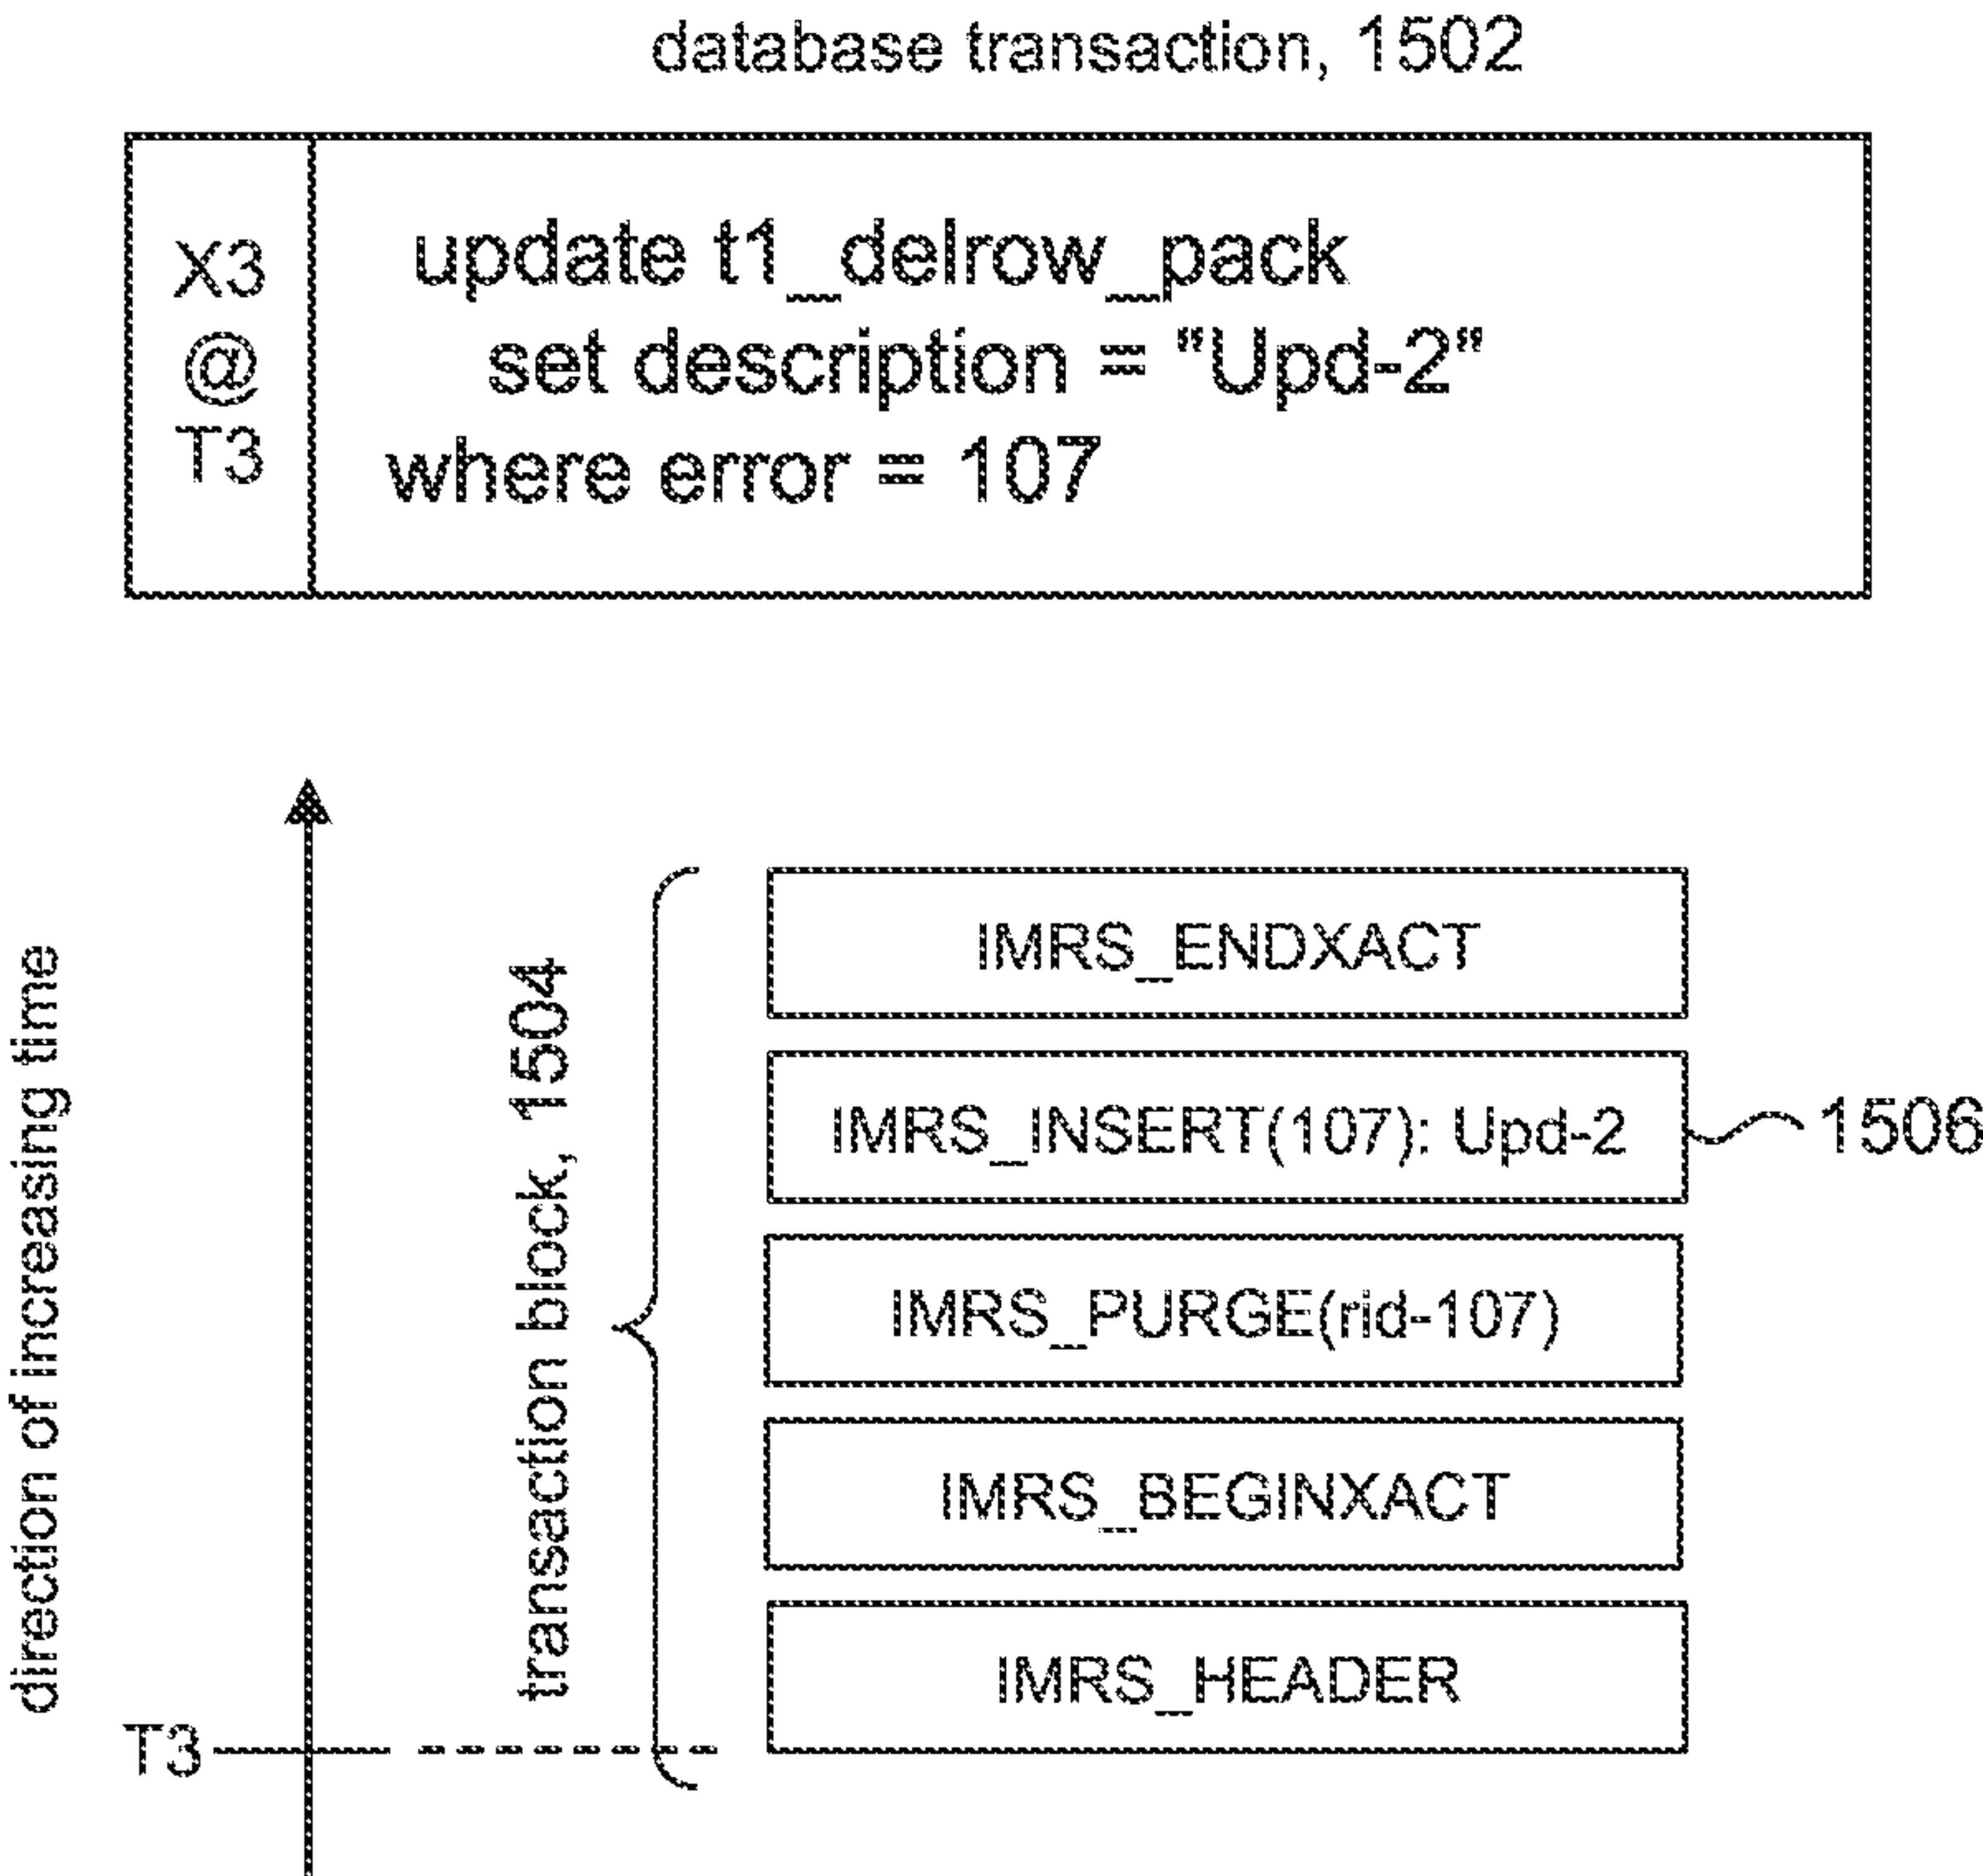 database transaction, 1502
X3
@
T3
update t1_delrow_pack
set description = "Upd-2"
where error = 107
direction of increasing time
transaction block, 1504
IMRS_ENDXACT
IMRS_INSERT(107): Upd-2
1506
IMRS_PURGE(rid-107)
IMRS_BEGINXACT
IMRS_HEADER
T3